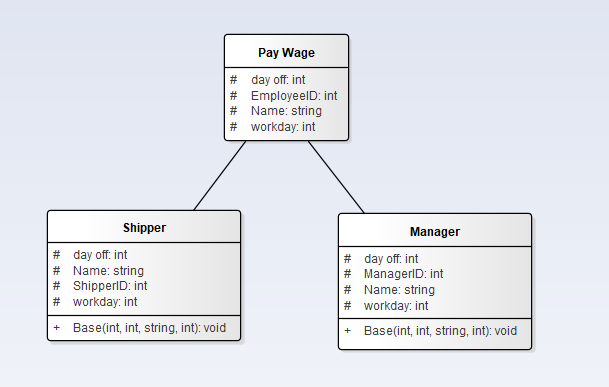 Pay Wage
# day off: int
# EmployeeID: int
# Name: string
# workday: int
Shipper
# day off: int
# Name: string
# ShipperID: int
# workday: int
+ Base(int, int, string, int): void
Manager
# day off: int
# ManagerID: int
# Name: string
# workday: int
+ Base(int, int, string, int): void